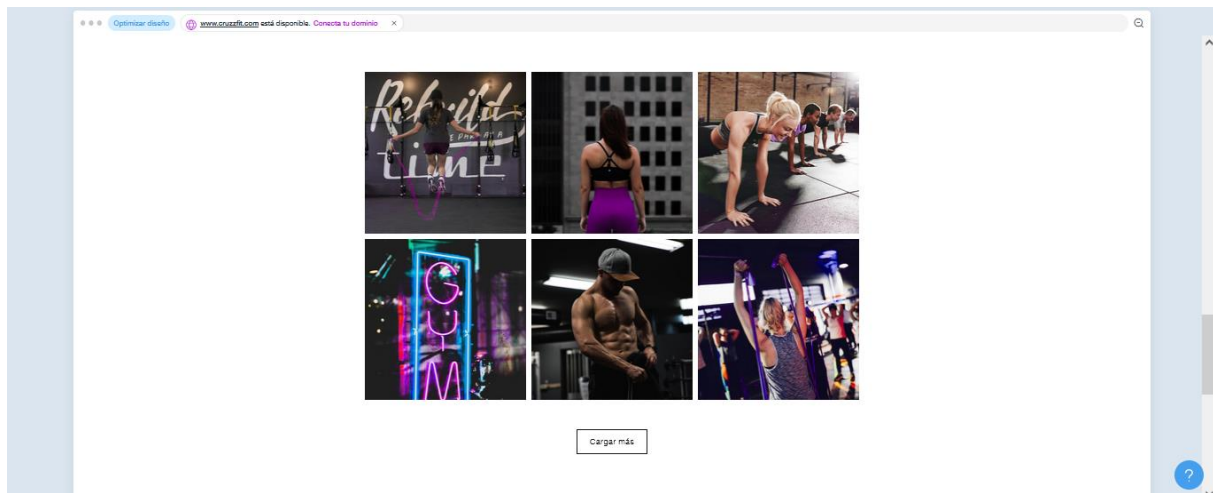 Optimizar diseño www.cruzzfit.com está disponible. Conecta tu dominio ×
Rebuild
time
GYM
Cargar más
?